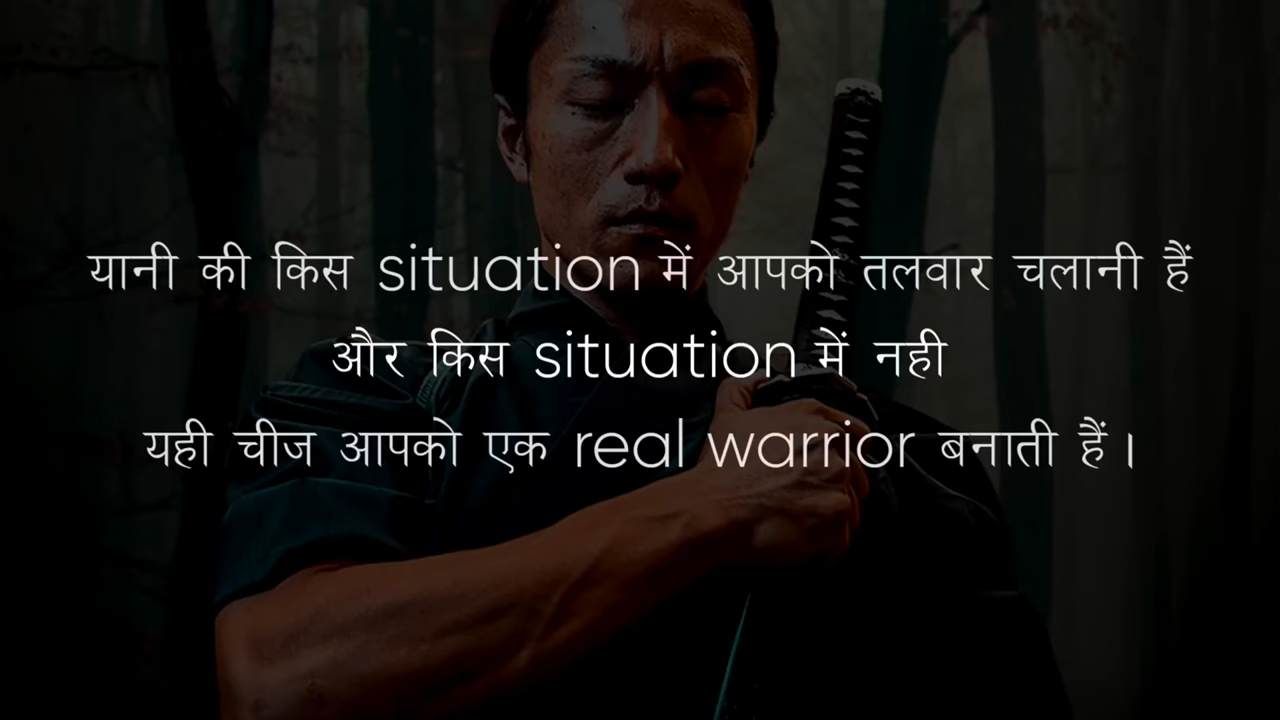 यानी की किस situation में आपको तलवार चलानी हैं
और किस situation में नही
यही चीज आपको एक real warrior बनाती हैं।